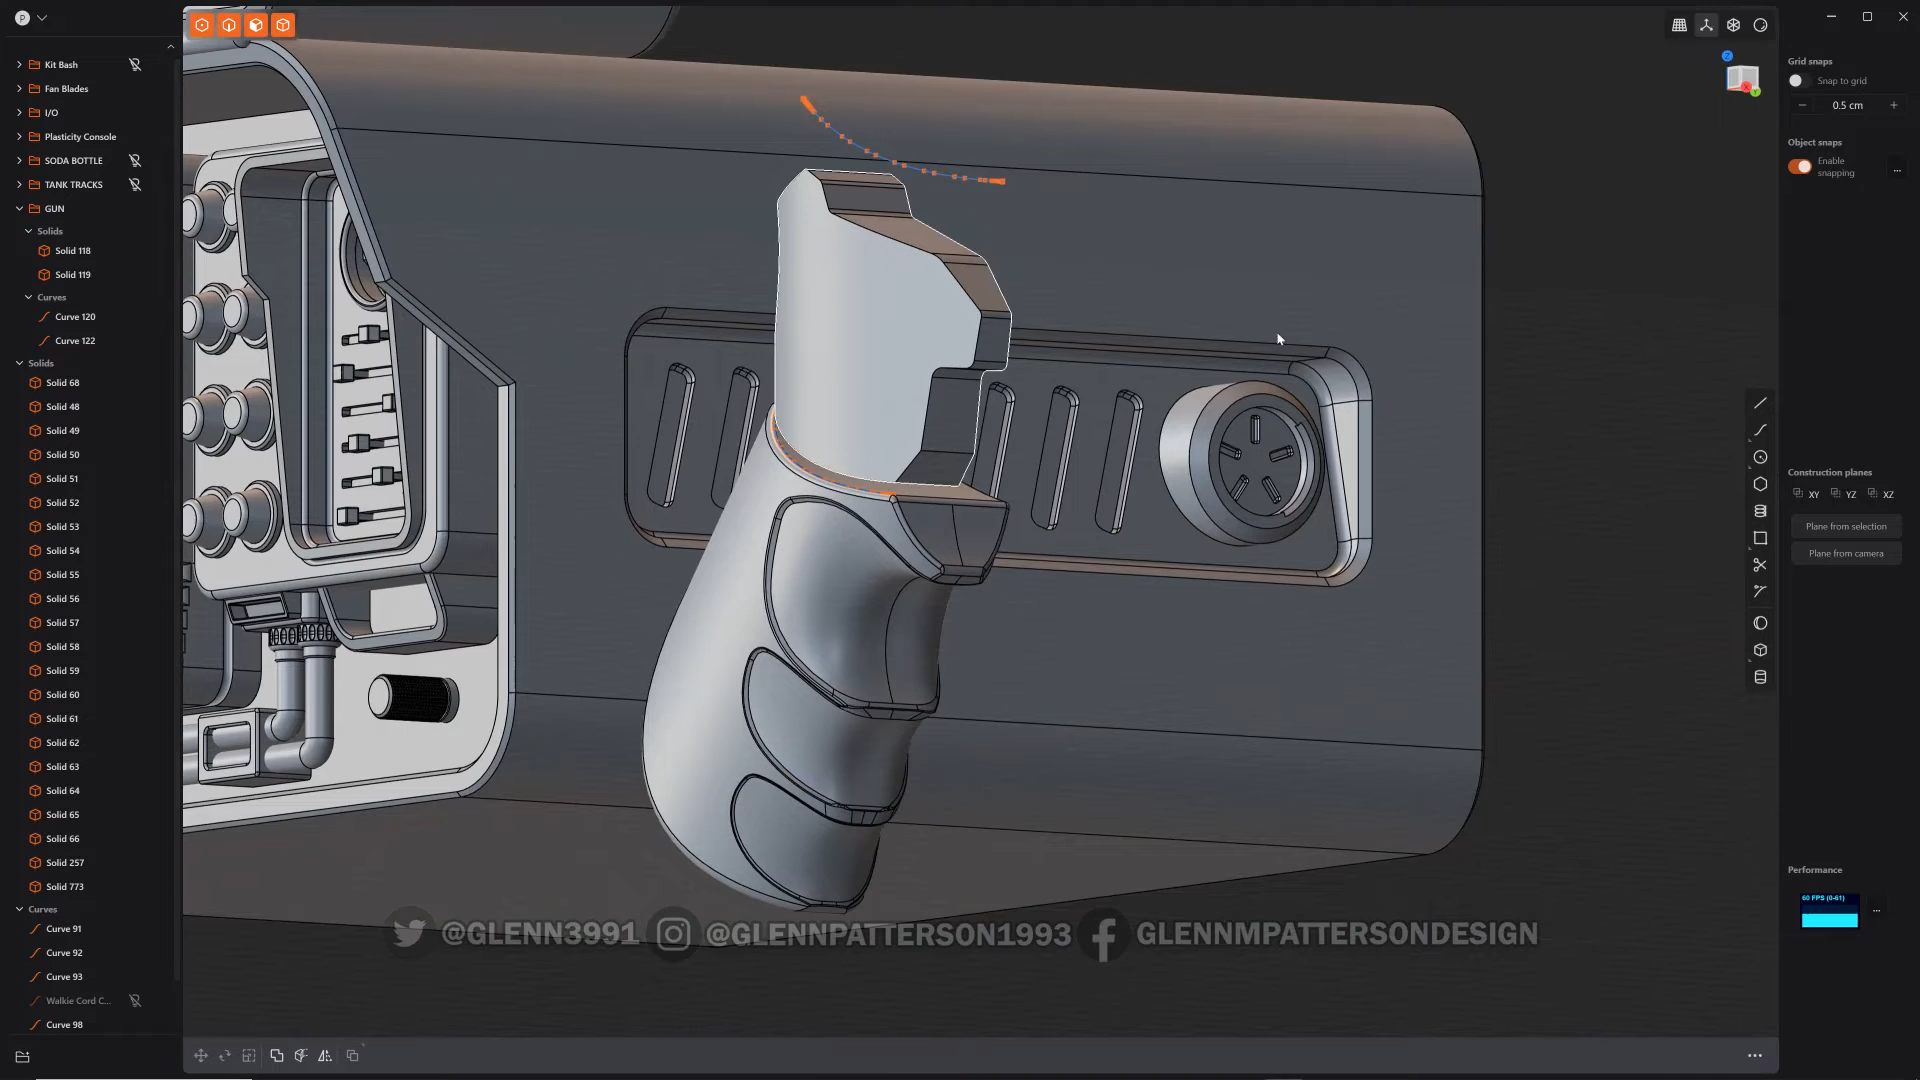 P
Kit Bash
Fan Blades
I/O
Plasticity Console
SODA BOTTLE
TANK TRACKS
GUN
Solids
Solid 118
Solid 119
Curves
Curve 120
Curve 122
Solids
Solid 68
Solid 48
Solid 49
Solid 50
Solid 51
Solid 52
Solid 53
Solid 54
Solid 55
Solid 56
Solid 57
Solid 58
Solid 59
Solid 60
Solid 61
Solid 62
Solid 63
Solid 64
Solid 65
Solid 66
Solid 257
Solid 773
Curves
Curve 91
Curve 92
Curve 93
Walkie Cord C...
Curve 98
@GLENN3991 @GLENNPATTERSON1993 GLENNMPATTERSONDESIGN
Z
X
Y
Grid snaps
Snap to grid
0.5 cm
Object snaps
Enable
snapping
...
Construction planes
XY YZ XZ
Plane from selection
Plane from camera
Performance
60 FPS (0-61)
...